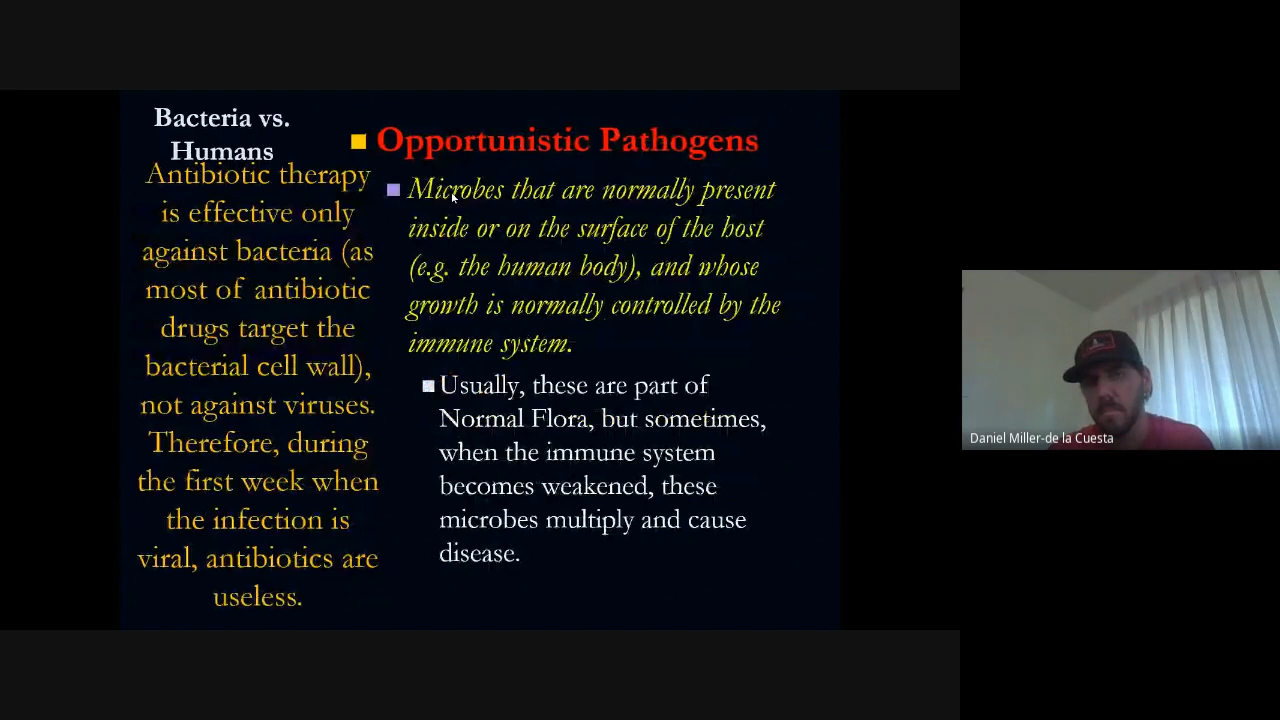 Bacteria vs.
Humans
Antibiotic therapy
is effective only
against bacteria (as
most of antibiotic
drugs target the
bacterial cell wall),
not against viruses.
Therefore, during
the first week when
the infection is
viral, antibiotics are
useless.
Opportunistic Pathogens
Microbes that are normally present
inside or on the surface of the host
(e.g. the human body), and whose
growth is normally controlled by the
immune system.
Usually, these are part of
Normal Flora, but sometimes,
when the immune system
becomes weakened, these
microbes multiply and cause
disease.
Daniel Miller-de la Cuesta